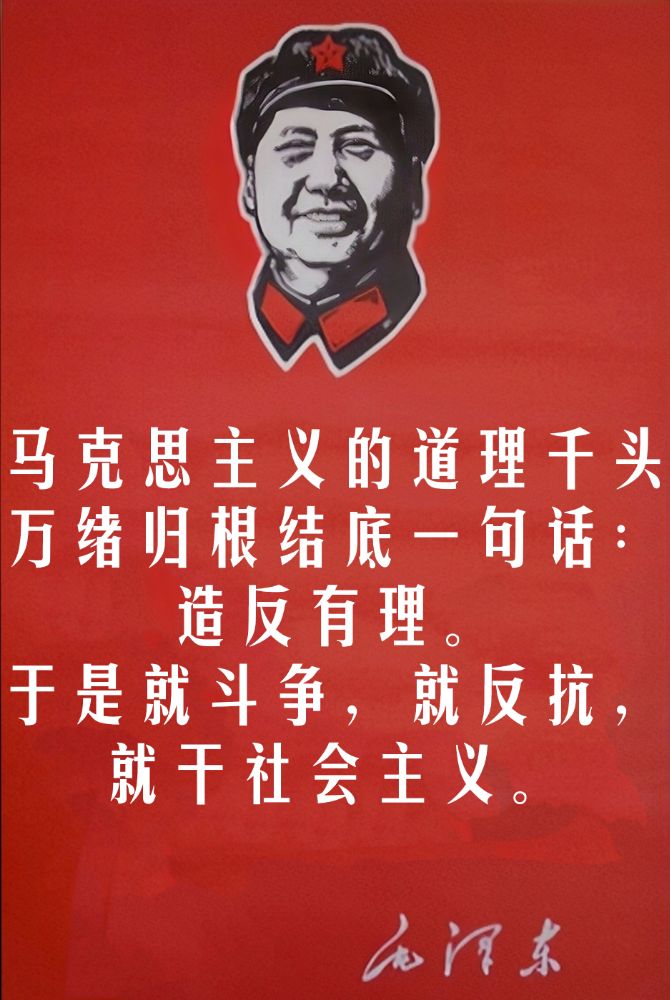 马克思主义的道理千头
万绪归根结底一句话：
造反有理。
于是就斗争，就反抗，
就干社会主义。
毛泽东